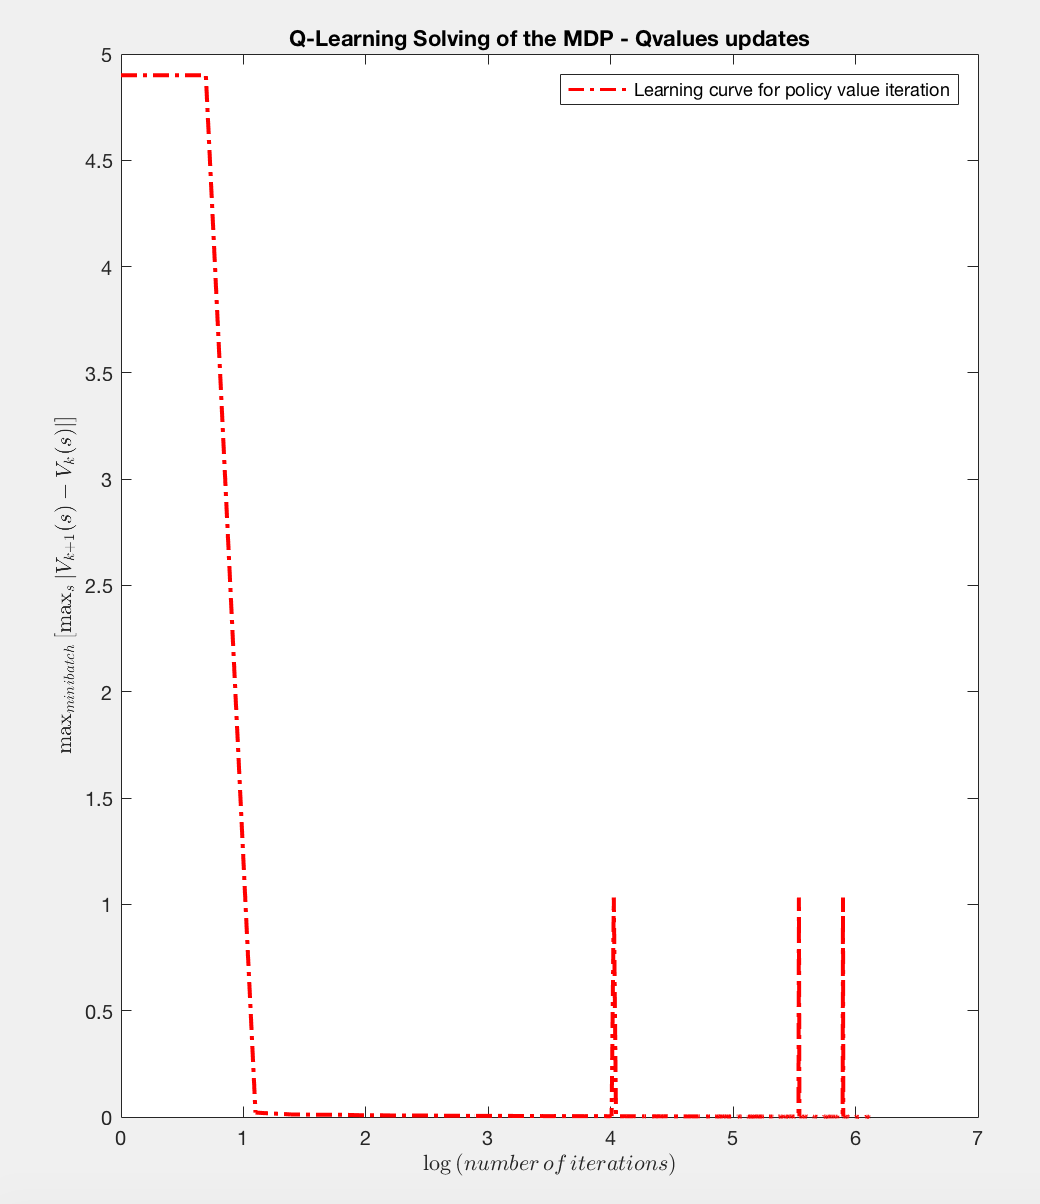 Q-Learning Solving of the MDP - Qvalues updates
Learning curve for policy value iteration
5
4.5
4
3.5
3
2.5
2
1.5
1
0.5
0
max_{minibatch} [max_s |V_{k+1}(s) − V_k(s)|]
0 1 2 3 4 5 6 7
log (number of iterations)